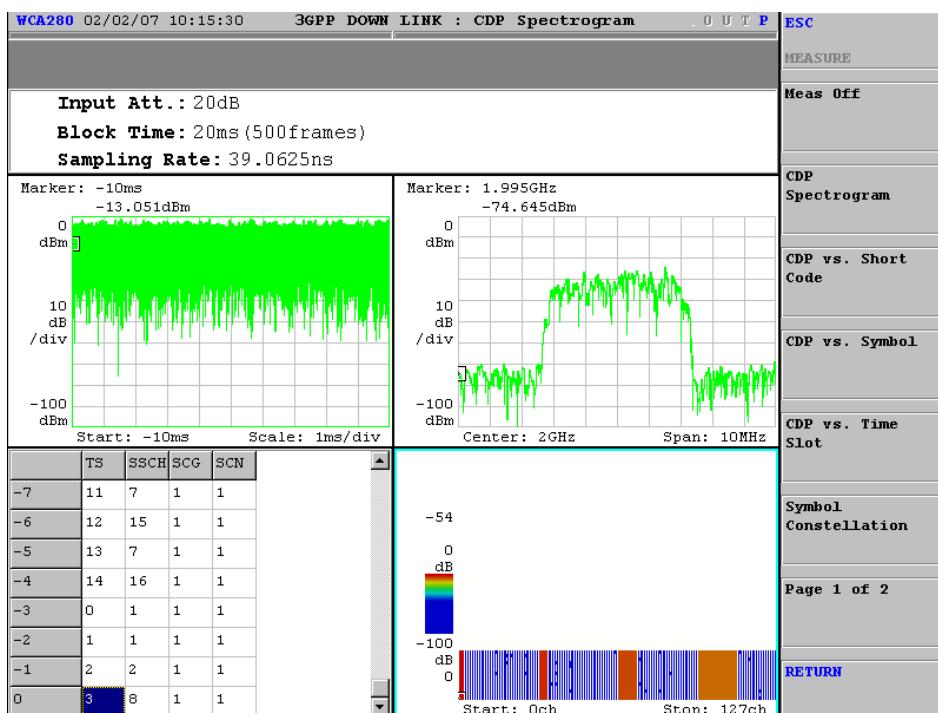 WCA280 02/02/07 10:15:30 3GPP DOWN LINK : CDP Spectrogram . O U T P
ESC
MEASURE
Meas Off
CDP
Spectrogram
CDP vs. Short
Code
CDP vs. Symbol
CDP vs. Time
Slot
Symbol
Constellation
Page 1 of 2
RETURN
Input Att.: 20dB
Block Time: 20ms(500frames)
Sampling Rate: 39.0625ns
Marker: -10ms
-13.051dBm
0
dBm
10
dB
/div
-100
dBm
Start: -10ms Scale: 1ms/div
Marker: 1.995GHz
-74.645dBm
0
dBm
10
dB
/div
-100
dBm
Center: 2GHz Span: 10MHz
TS SSCH SCG SCN
-7 11 7 1 1
-6 12 15 1 1
-5 13 7 1 1
-4 14 16 1 1
-3 0 1 1 1
-2 1 1 1 1
-1 2 2 1 1
0 3 8 1 1
-54
0
dB
-100
dB
0
Start: 0ch Stop: 127ch